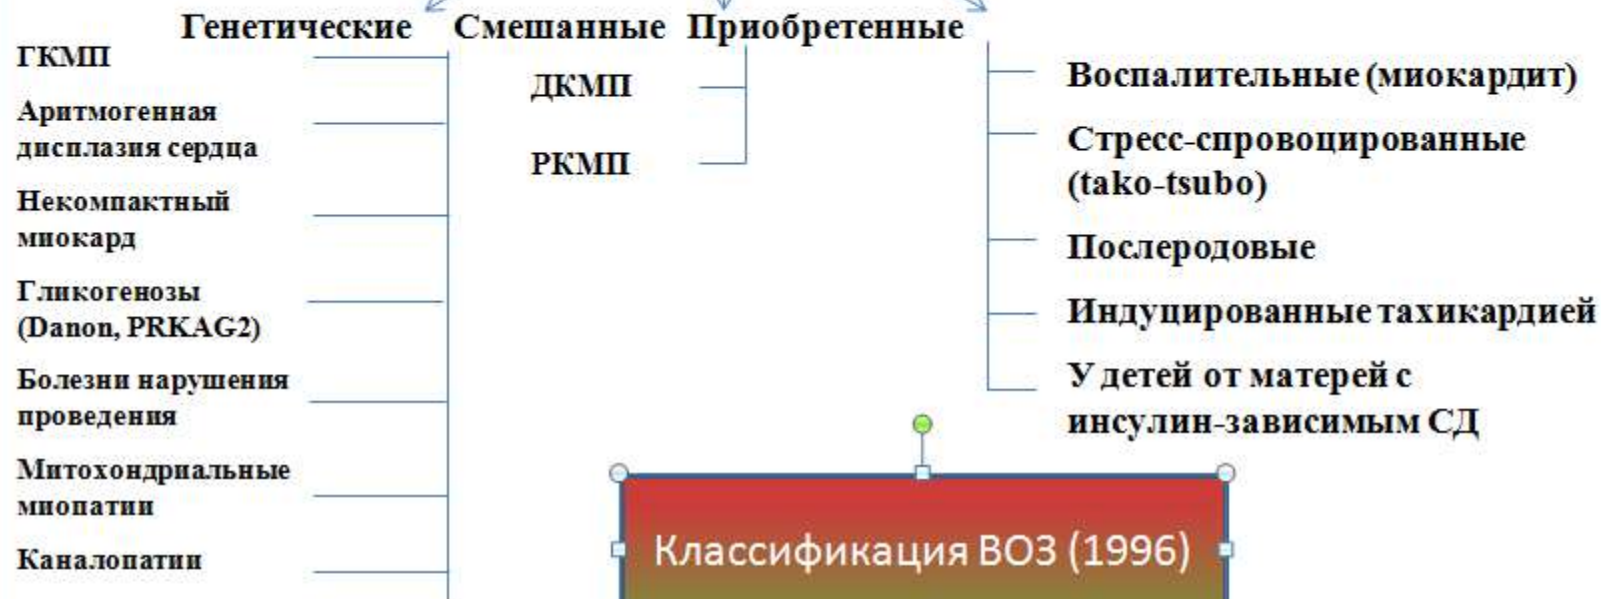 Генетические
Смешанные
Приобретенные
ГКМП
Аритмогенная
дисплазия сердца
Некомпактный
миокард
Гликогенозы
(Danon, PRKAG2)
Болезни нарушения
проведения
Митохондриальные
миопатии
Каналопатии
ДКМП
РКМП
Воспалительные (миокардит)
Стресс-спровоцированные
(tako-tsubo)
Послеродовые
Индуцированные тахикардией
У детей от матерей с
инсулин-зависимым СД
Классификация ВОЗ (1996)